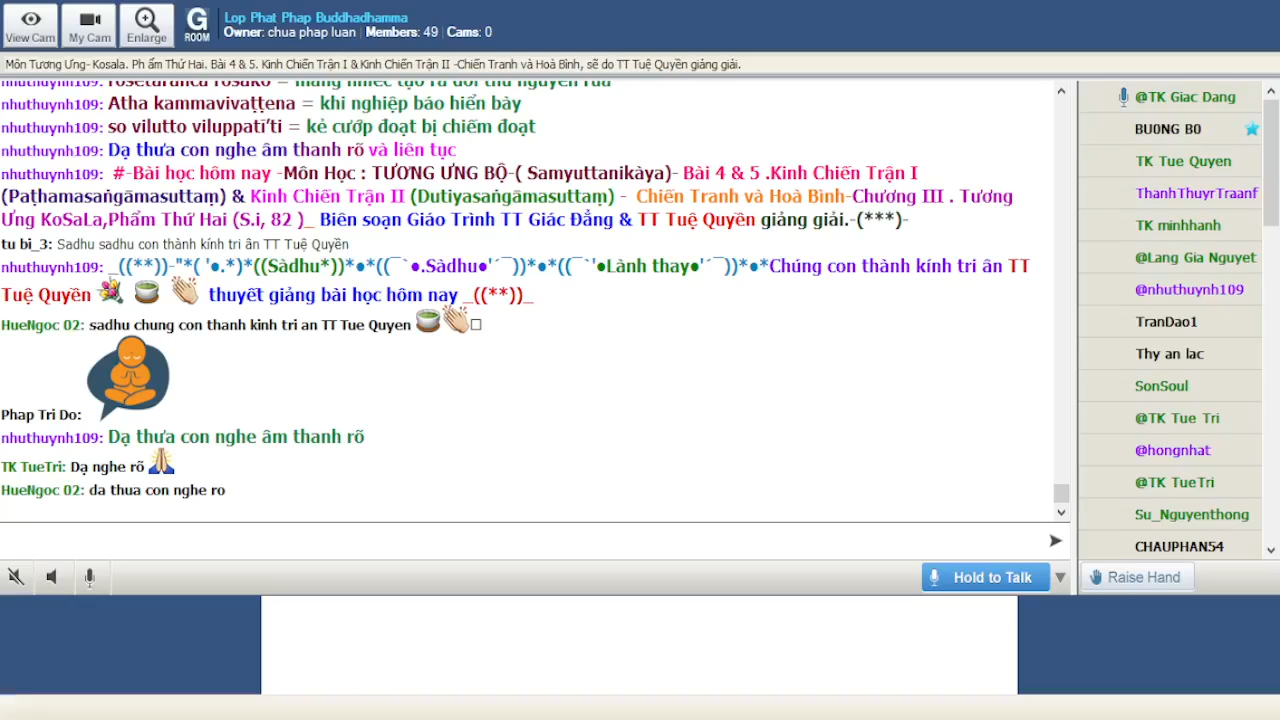 View Cam
My Cam
Enlarge
G
ROOM
Lop Phat Phap Buddhadhamma
Owner: chua phap luan Members: 49 Cams: 0
Môn Tương Ưng- Kosala. Ph ẩm Thứ Hai. Bài 4 & 5. Kinh Chiến Trận I & Kinh Chiến Trận II -Chiến Tranh và Hoà Bình, sẽ do TT Tuệ Quyền giảng giải.
nhuthuynh109: Atha kammavivaṭṭena = khi nghiệp báo hiển bày
nhuthuynh109: so vilutto viluppatī'ti = kẻ cướp đoạt bị chiếm đoạt
nhuthuynh109: Dạ thưa con nghe âm thanh rõ và liên tục
nhuthuynh109: #-Bài học hôm nay -Môn Học : TƯƠNG ƯNG BỘ-( Samyuttanikàya)- Bài 4 & 5 .Kinh Chiến Trận I
(Paṭhamasaṅgāmasuttaṃ) & Kinh Chiến Trận II (Dutiyasaṅgāmasuttaṃ) - Chiến Tranh và Hoà Bình-Chương III . Tương
Ưng KoSaLa,Phẩm Thứ Hai (S.i, 82 )_ Biên soạn Giáo Trình TT Giác Đẳng & TT Tuệ Quyền giảng giải.-(***)-
tu bi_3: Sadhu sadhu con thành kính tri ân TT Tuệ Quyền
nhuthuynh109: _((**))-"*( '●.*)*((Sàdhu*))*●*((¯`●.Sàdhu●'´¯))*●*●*((¯`'●Lành thay●'´¯))*●*●*Chúng con thành kính tri ân TT
Tuệ Quyền 💐 🍵 👏 thuyết giảng bài học hôm nay _((**))_
HueNgoc 02: sadhu chung con thanh kinh tri an TT Tue Quyen 🍵👏□
Phap Tri Do:
nhuthuynh109: Dạ thưa con nghe âm thanh rõ
TK TueTri: Dạ nghe rõ 🙏
HueNgoc 02: da thua con nghe ro
Hold to Talk
@TK Giac Dang
BU0NG B0
TK Tue Quyen
ThanhThuyrTraanf
TK minhhanh
@Lang Gia Nguyet
@nhuthuynh109
TranDao1
Thy an lac
SonSoul
@TK Tue Tri
@hongnhat
@TK TueTri
Su_Nguyenthong
CHAUPHAN54
Raise Hand